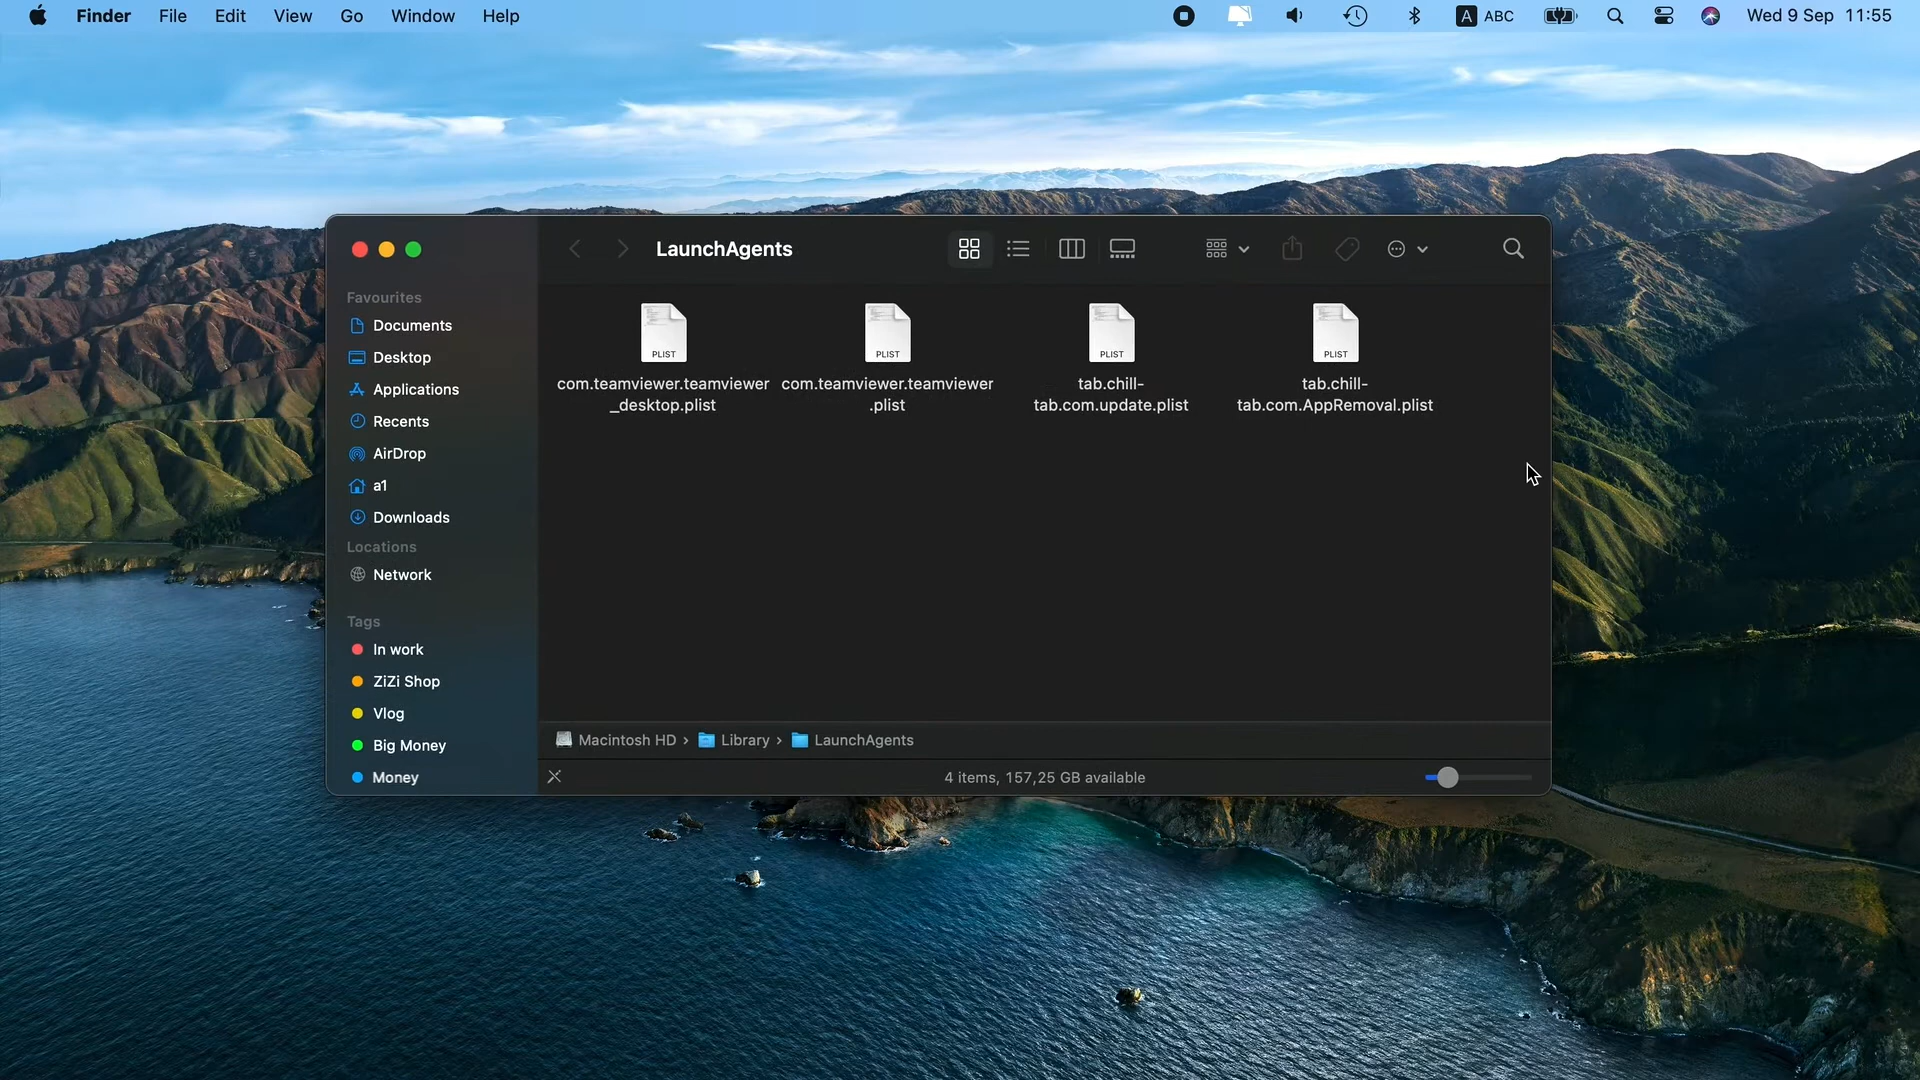 Finder File Edit View Go Window Help
A ABC Wed 9 Sep 11:55
LaunchAgents
Favourites
Documents
Desktop
Applications
Recents
AirDrop
a1
Downloads
Locations
Network
Tags
In work
ZiZi Shop
Vlog
Big Money
Money
PLIST PLIST PLIST PLIST
com.teamviewer.teamviewer
_desktop.plist
com.teamviewer.teamviewer
.plist
tab.chill-
tab.com.update.plist
tab.chill-
tab.com.AppRemoval.plist
Macintosh HD › Library › LaunchAgents
4 items, 157,25 GB available